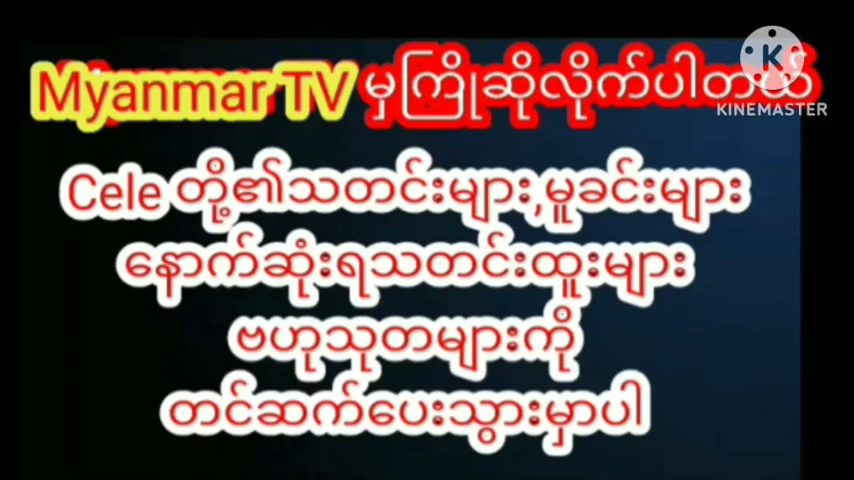 Myanmar TV မှကြိုဆိုလိုက်ပါတယ်
KINEMASTER
Cele တို့၏သတင်းများ,မူခင်းများ
နောက်ဆုံးရသတင်းထူးများ
ဗဟုသုတများကို
တင်ဆက်ပေးသွားမှာပါ